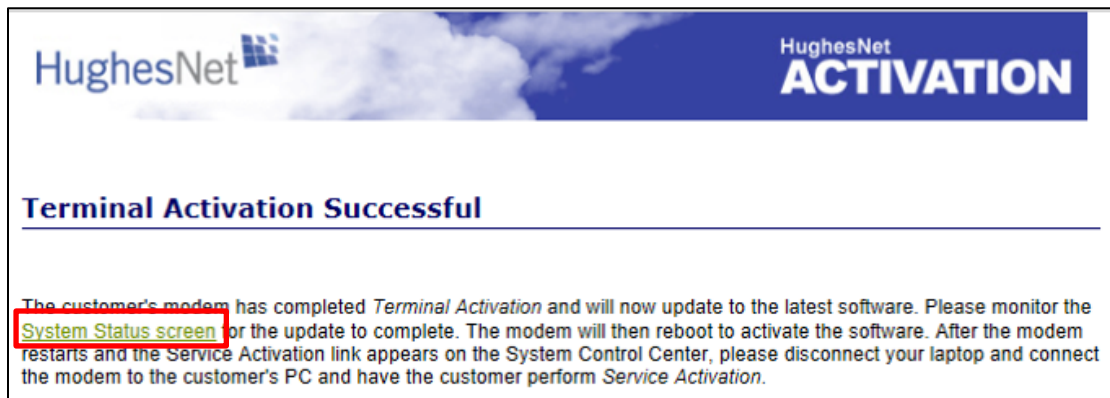 HughesNet
HughesNet
ACTIVATION
Terminal Activation Successful
The customer's modem has completed Terminal Activation and will now update to the latest software. Please monitor the
System Status screen for the update to complete. The modem will then reboot to activate the software. After the modem
restarts and the Service Activation link appears on the System Control Center, please disconnect your laptop and connect
the modem to the customer's PC and have the customer perform Service Activation.